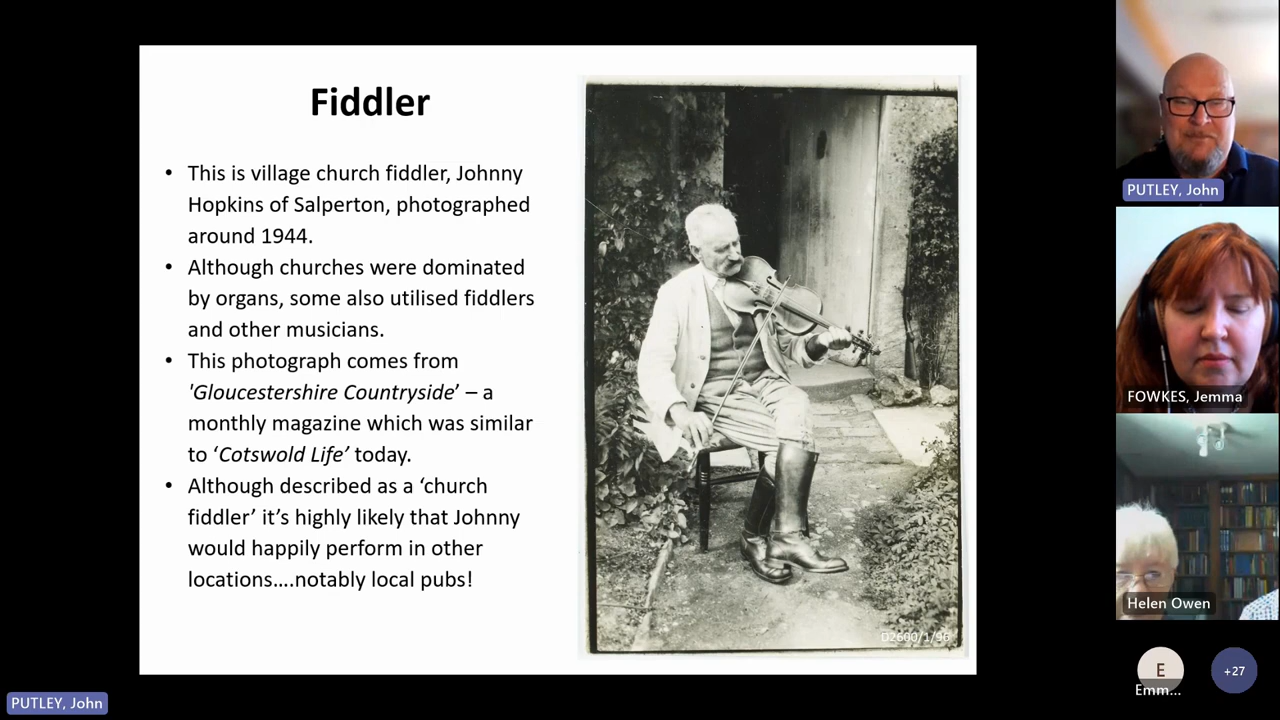 Fiddler
• This is village church fiddler, Johnny
Hopkins of Salperton, photographed
around 1944.
• Although churches were dominated
by organs, some also utilised fiddlers
and other musicians.
• This photograph comes from
'Gloucestershire Countryside’ – a
monthly magazine which was similar
to ‘Cotswold Life’ today.
• Although described as a ‘church
fiddler’ it’s highly likely that Johnny
would happily perform in other
locations....notably local pubs!
D2600/1/96
PUTLEY, John
FOWKES, Jemma
Helen Owen
E
Emm...
+27
PUTLEY, John